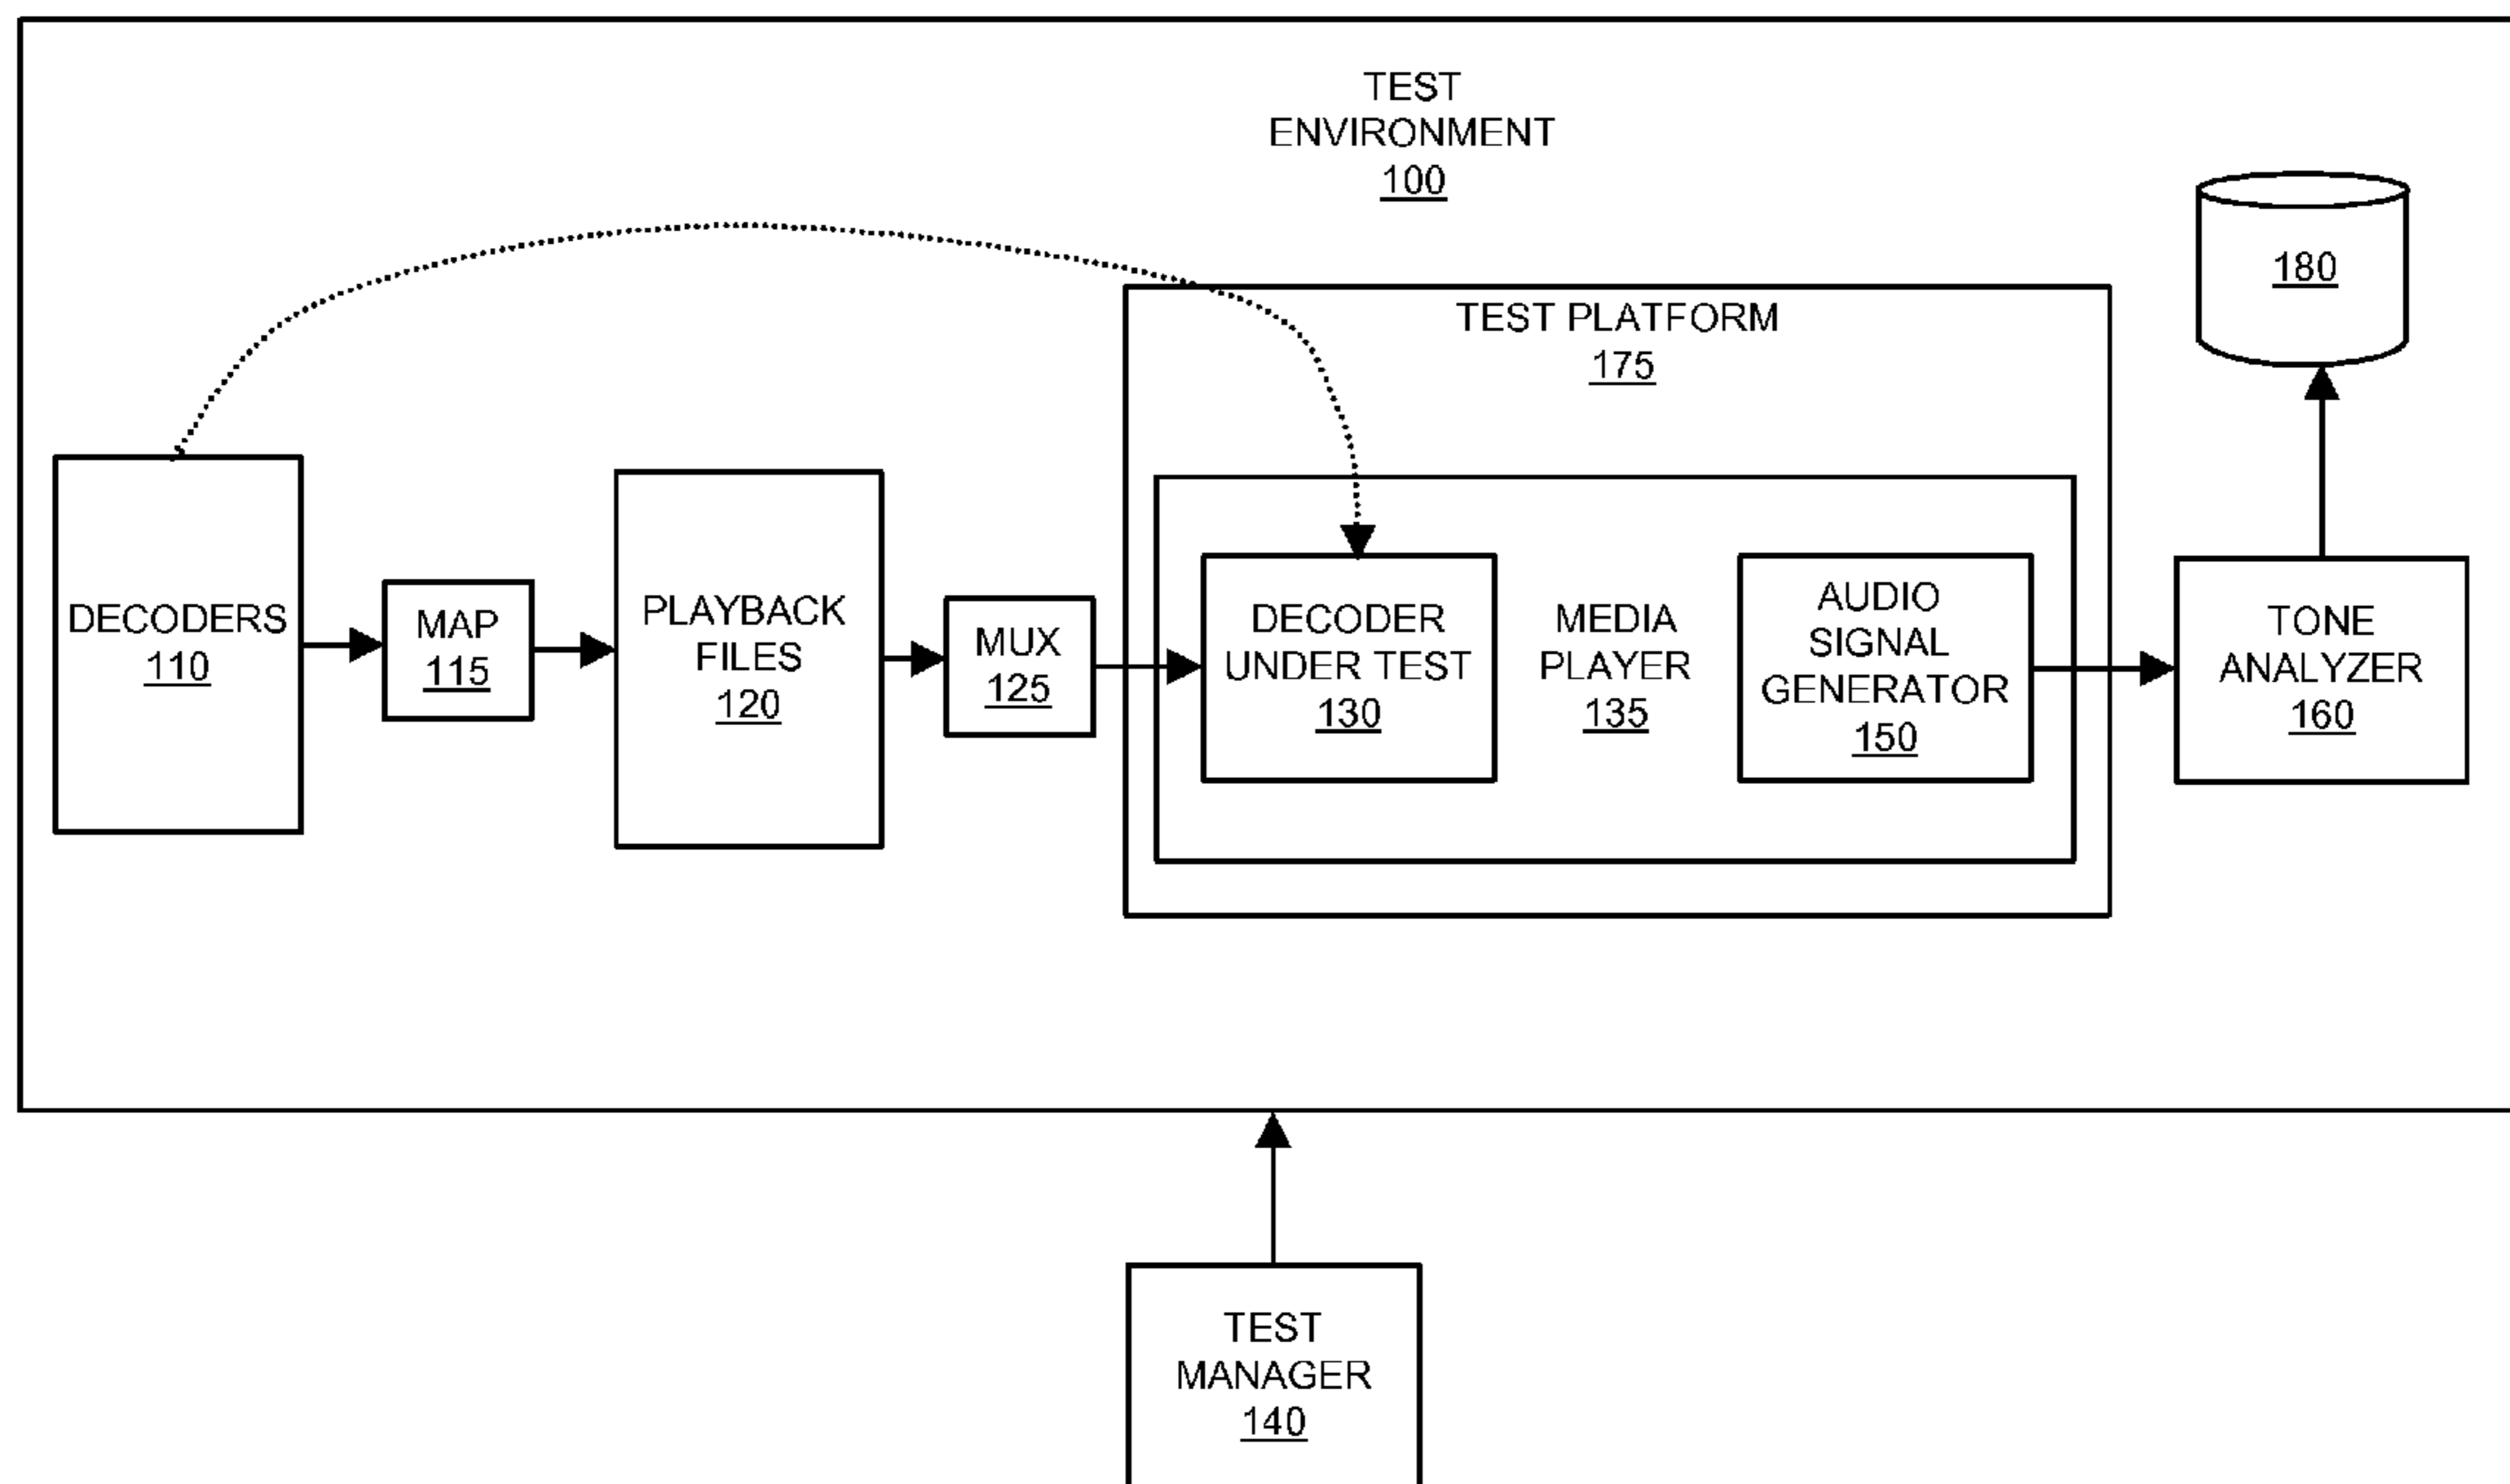 TEST
ENVIRONMENT
100
180
TEST PLATFORM
175
DECODERS
110
MAP
115
PLAYBACK
FILES
120
MUX
125
DECODER
UNDER TEST
130
MEDIA
PLAYER
135
AUDIO
SIGNAL
GENERATOR
150
TONE
ANALYZER
160
TEST
MANAGER
140